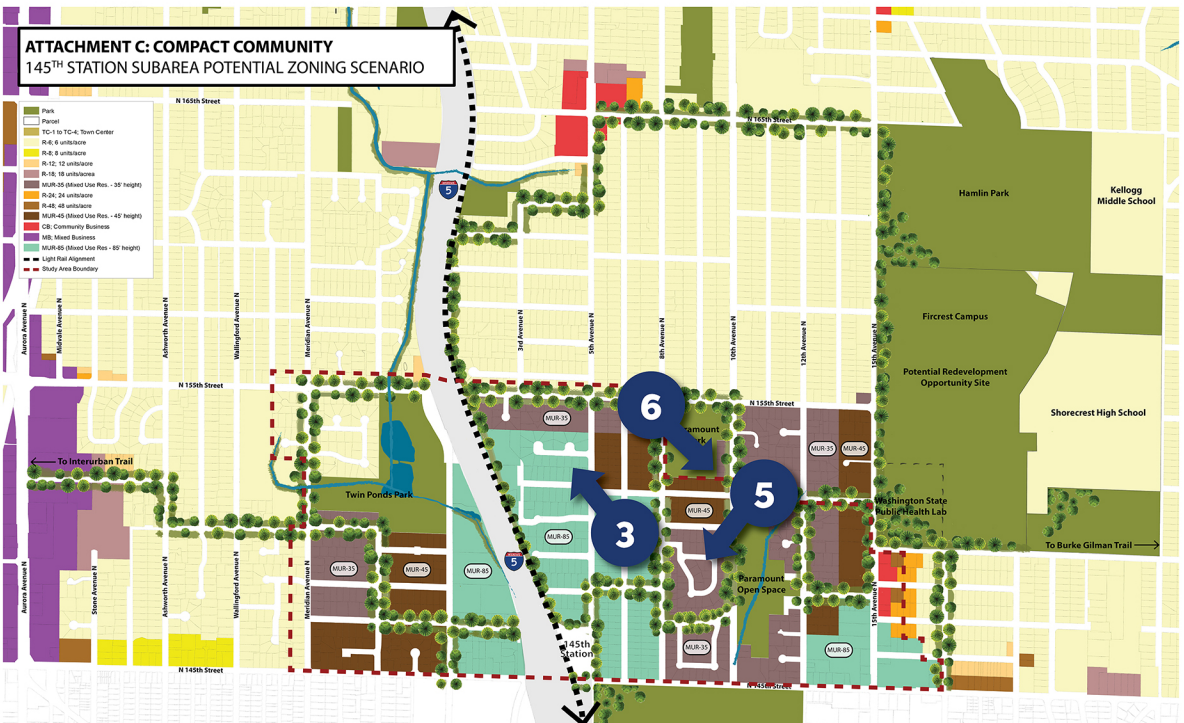 ATTACHMENT C: COMPACT COMMUNITY
145TH STATION SUBAREA POTENTIAL ZONING SCENARIO
N 165th Street
Park
Parcel
TC-1 to TC-4; Town Center
R-6; 6 units/acre
R-8; 8 units/acre
R-12; 12 units/acre
R-18; 18 units/acrea
MUR-35 (Mixed Use Res. - 35' height)
R-24; 24 units/acre
R-48; 48 units/acre
MUR-45 (Mixed Use Res. - 45' height)
CB; Community Business
MB; Mixed Business
MUR-85 (Mixed Use Res - 85' height)
Light Rail Alignment
Study Area Boundary
N 165th Street
5
Hamlin Park
Kellogg
Middle School
Aurora Avenue N
Midvale Avenue N
Ashworth Avenue N
Wallingford Avenue N
Meridian Avenue N
3rd Avenue N
5th Avenue N
8th Avenue N
10th Avenue N
12th Avenue N
15th Avenue N
Fircrest Campus
Potential Redevelopment
Opportunity Site
Shorecrest High School
N 155th Street
N 155th Street
MUR-35
6
Paramount
Park
MUR-35
MUR-45
To Interurban Trail
Twin Ponds Park
5
MUR-45
Washington State
Public Health Lab
3
MUR-85
To Burke Gilman Trail
5
MUR-35
MUR-45
MUR-85
Paramount
Open Space
Aurora Avenue N
Stone Avenue N
Ashworth Avenue N
Wallingford Avenue N
Meridian Avenue N
15th Avenue N
145th
Station
MUR-35
MUR-85
N 145th Street
N 145th Street